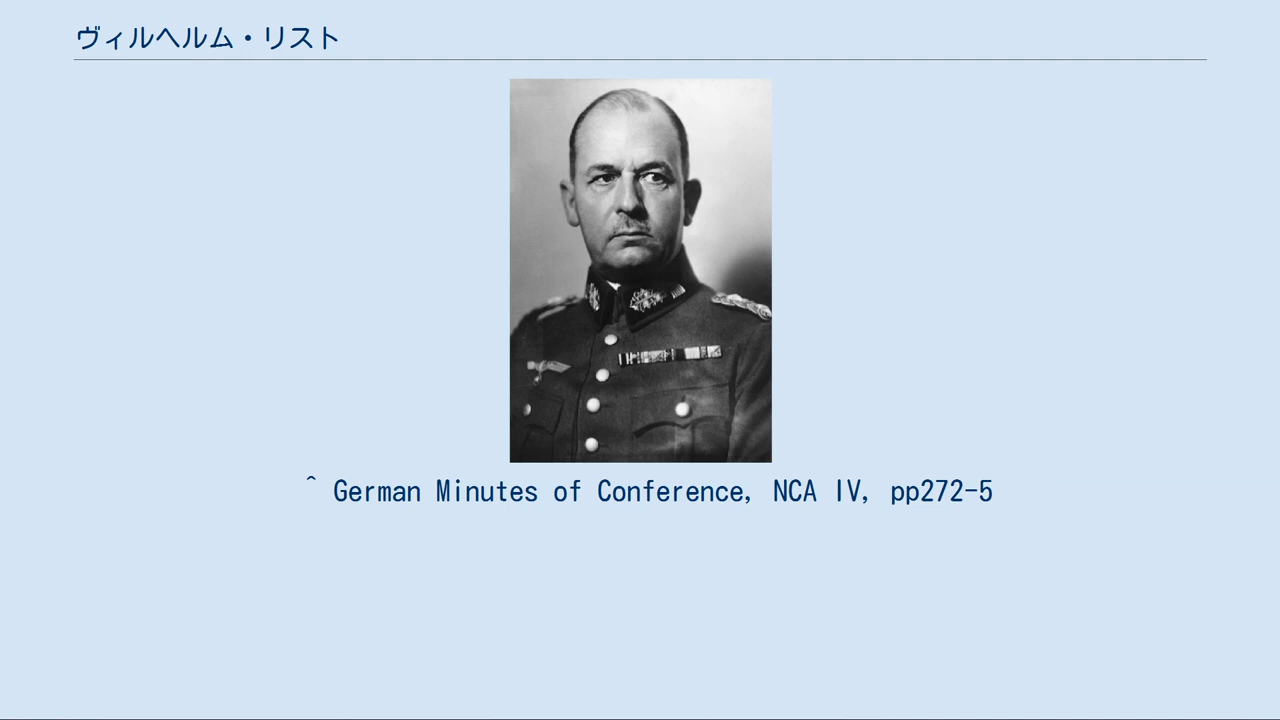 ヴィルヘルム・リスト
^ German Minutes of Conference, NCA IV, pp272-5